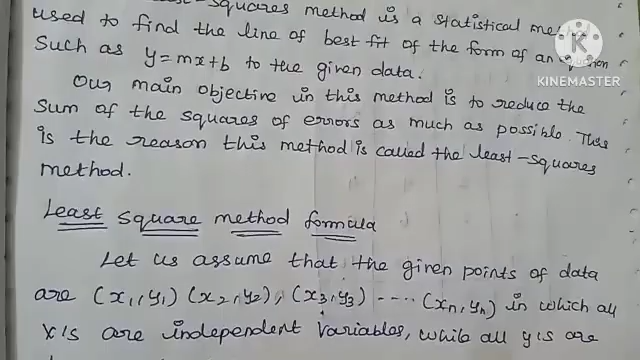 squares method is a statistical
used to find the line of best fit of the form of an
Such as y=mx+b to the given data.
Our main objective in this method is to reduce the
Sum of the squares of errors as much as possible. This
is the reason this method is called the least-squares
method.
Least square method formula
Let us assume that the given points of data
are (x1,y1) (x2,y2), (x3,y3) ---- (xn,yn) in which all
x's are independent variables, while all y's are
K
KINEMASTER